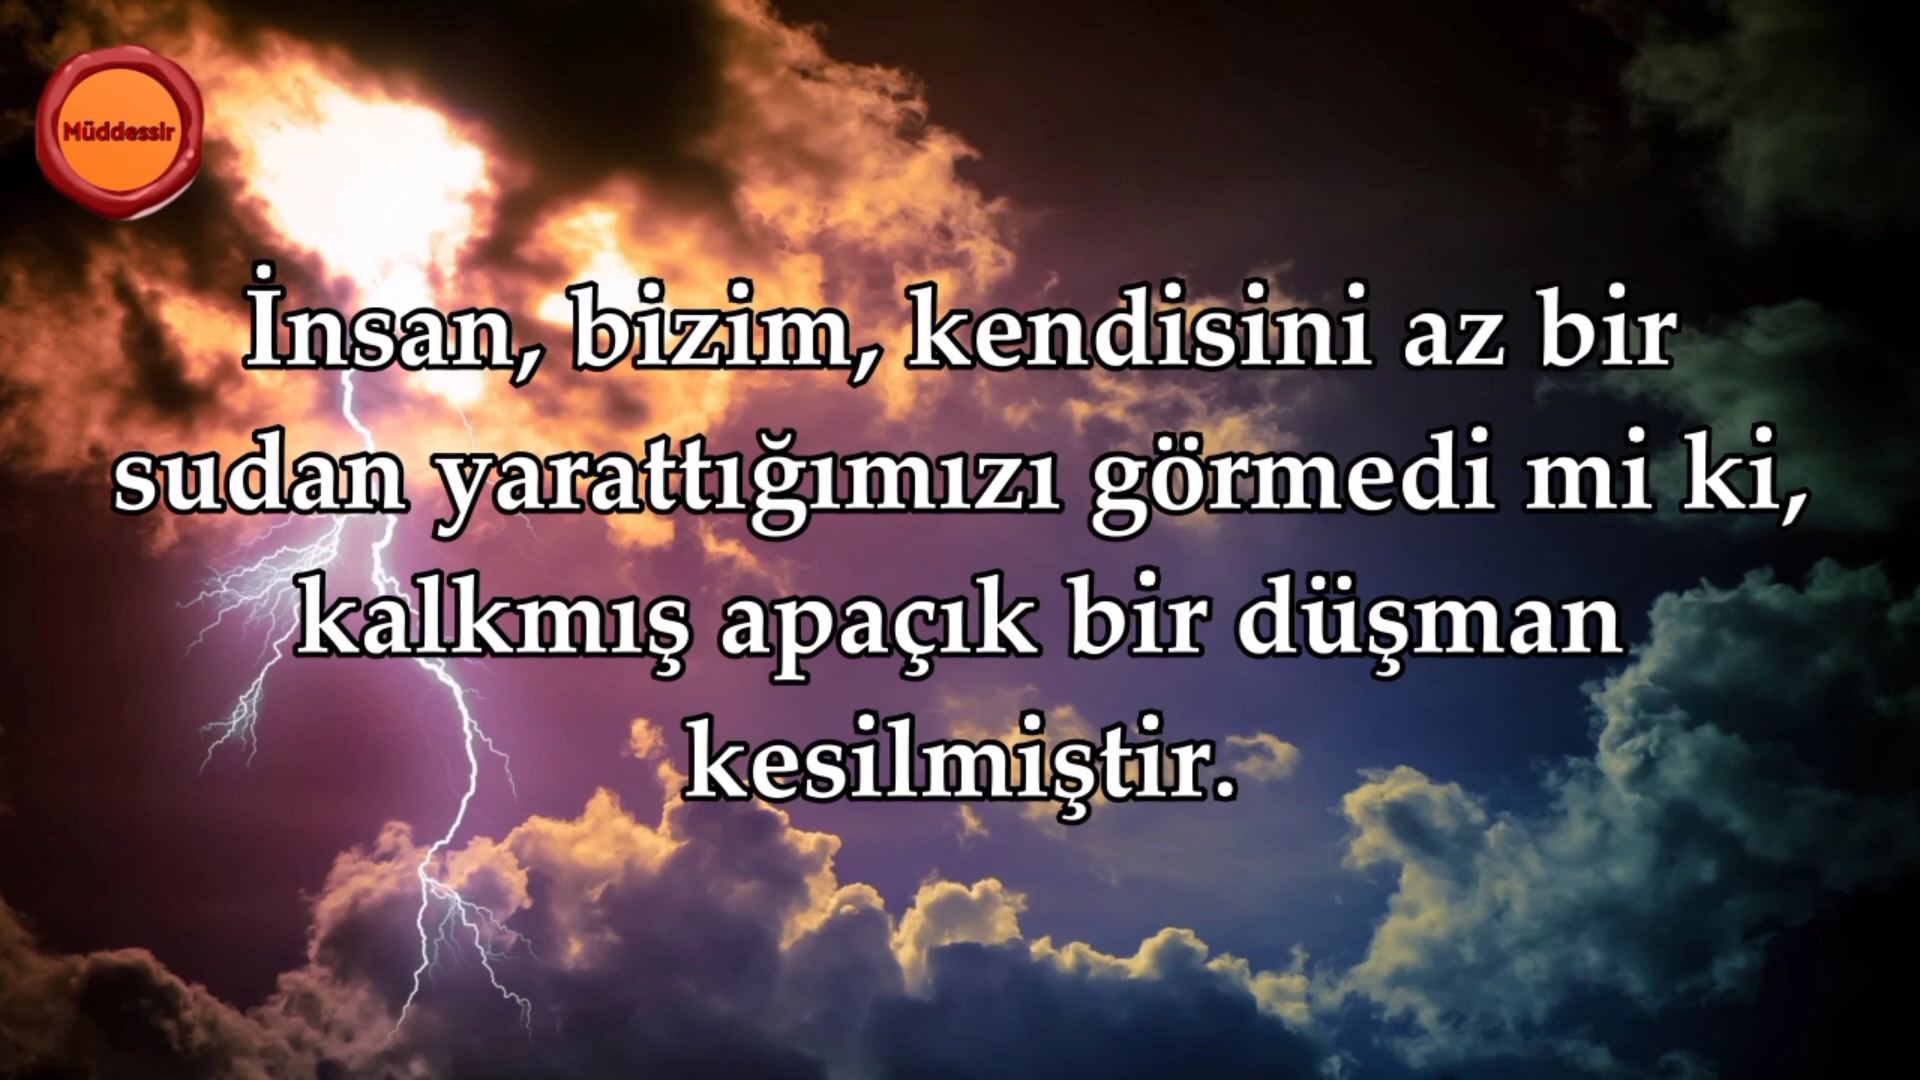 Müddessir
İnsan, bizim, kendisini az bir
sudan yarattığımızı görmedi mi ki,
kalkmış apaçık bir düşman
kesilmiştir.